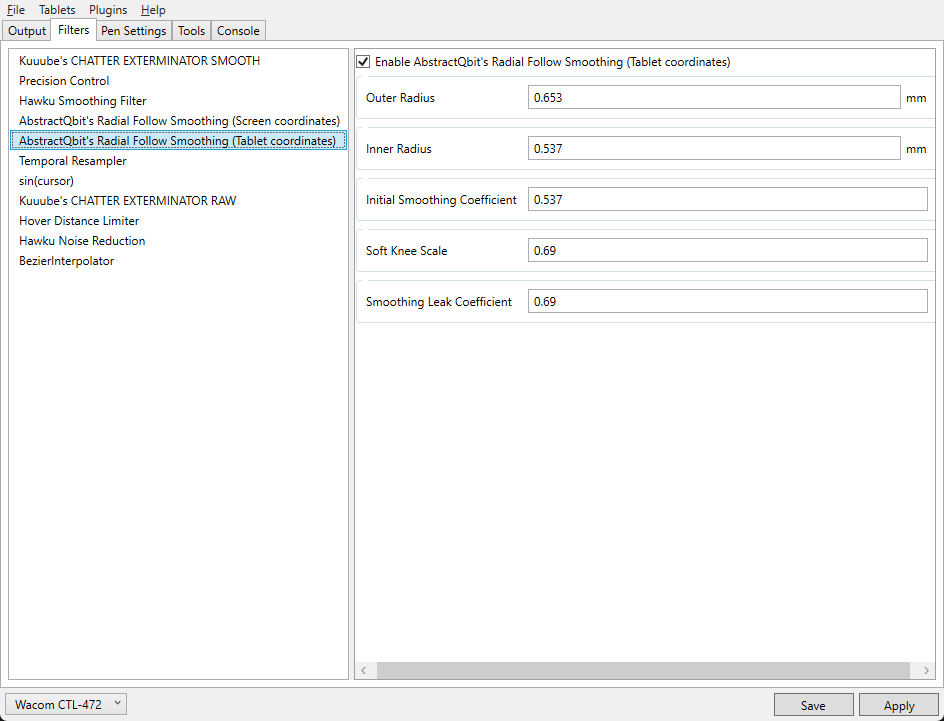 File Tablets Plugins Help
Output Filters Pen Settings Tools Console
Kuuube's CHATTER EXTERMINATOR SMOOTH
Precision Control
Hawku Smoothing Filter
AbstractQbit's Radial Follow Smoothing (Screen coordinates)
AbstractQbit's Radial Follow Smoothing (Tablet coordinates)
Temporal Resampler
sin(cursor)
Kuuube's CHATTER EXTERMINATOR RAW
Hover Distance Limiter
Hawku Noise Reduction
BezierInterpolator
Enable AbstractQbit's Radial Follow Smoothing (Tablet coordinates)
Outer Radius 0.653 mm
Inner Radius 0.537 mm
Initial Smoothing Coefficient 0.537
Soft Knee Scale 0.69
Smoothing Leak Coefficient 0.69
Wacom CTL-472 Save Apply